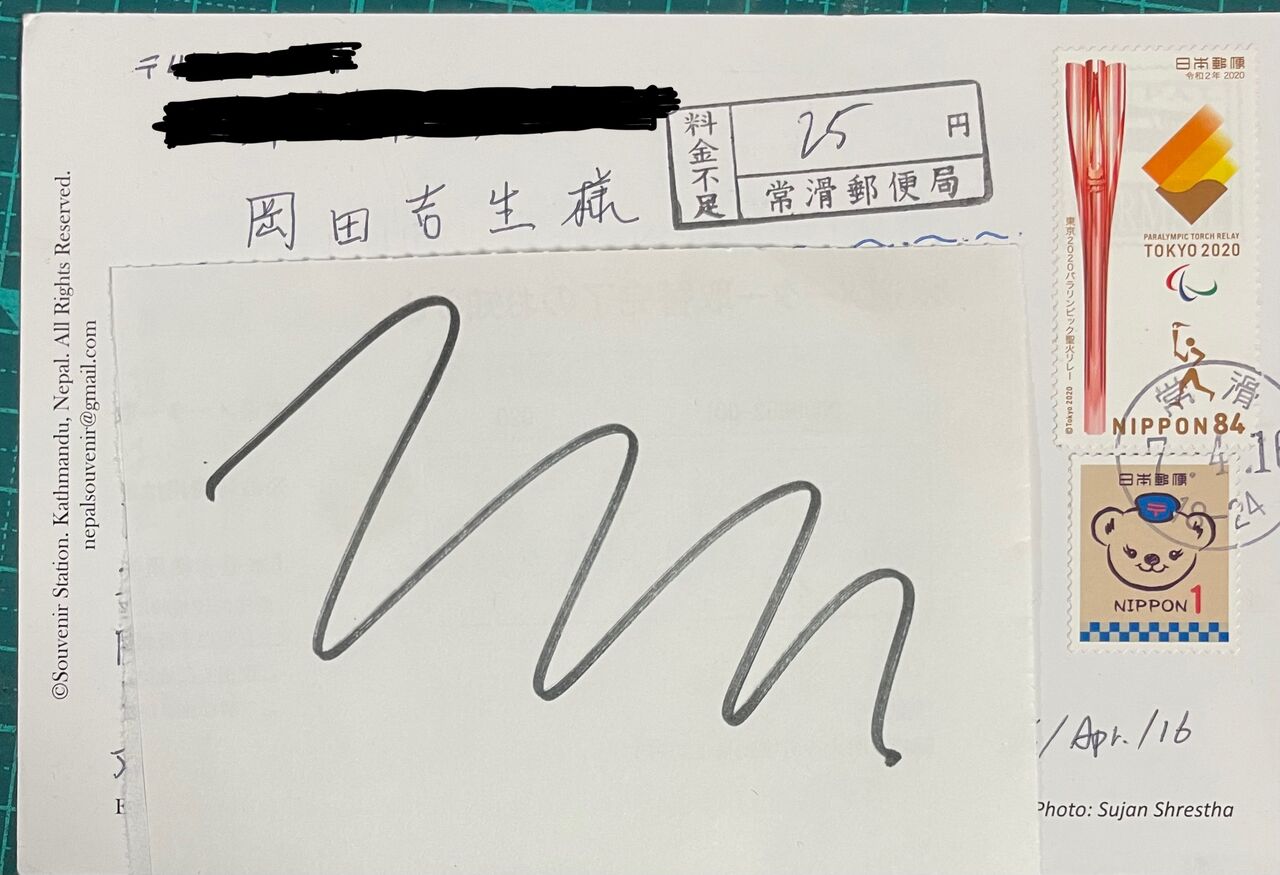 〒
岡田吉生様
料金不足
25 円
常滑郵便局
日本郵便
令和2年 2020
PARALYMPIC TORCH RELAY
TOKYO 2020
東京2020パラリンピック聖火リレー
©Tokyo 2020
NIPPON 84
常滑
7 4.16
日本郵便
NIPPON 1
©Souvenir Station. Kathmandu, Nepal. All Rights Reserved.
nepalsouvenir@gmail.com
/Apr./16
Photo: Sujan Shrestha